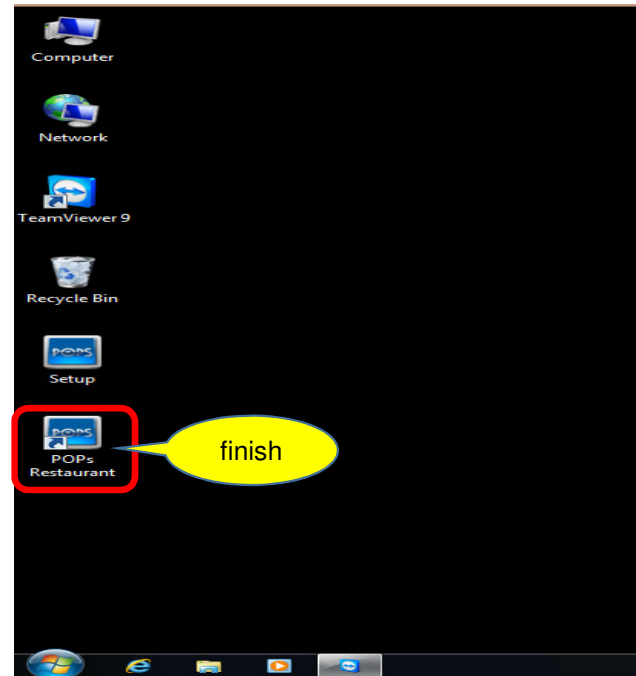 Computer
Network
TeamViewer 9
Recycle Bin
POPS
Setup
POPS
POPs
Restaurant
finish